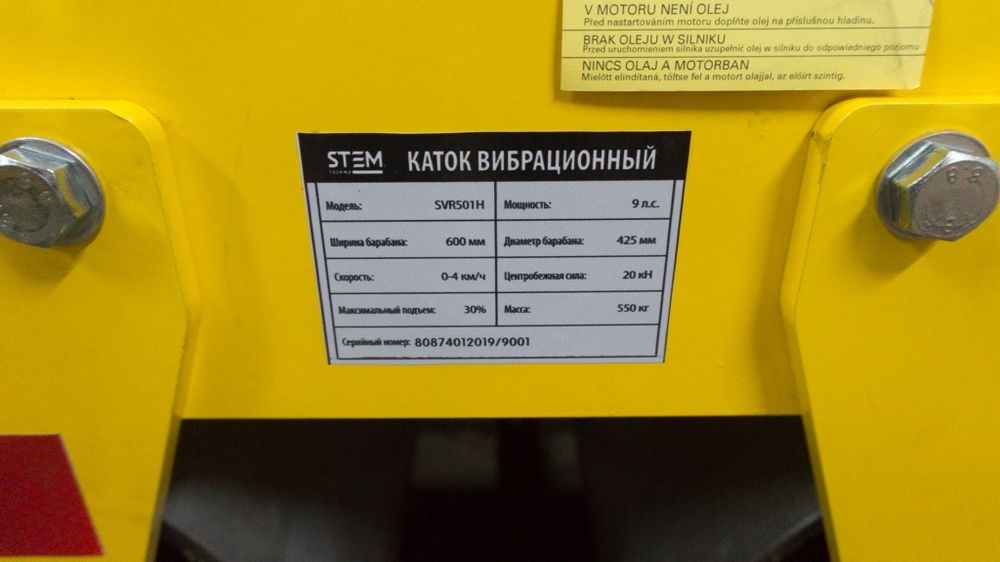 V MOTORU NENÍ OLEJ
Před nastartováním motoru doplňte olej na příslušnou hladinu.
BRAK OLEJU W SILNIKU
Przed uruchomieniem silnika uzupełnić olej w silniku do odpowiedniego poziomu
NINCS OLAJ A MOTORBAN
Mielőtt elindítaná, töltse fel a motort olajjal, az előírt szintig.
STEM TECHNO КАТОК ВИБРАЦИОННЫЙ
Модель: SVR501H Мощность: 9 л.с.
Ширина барабана: 600 мм Диаметр барабана: 425 мм
Скорость: 0-4 км/ч Центробежная сила: 20 кН
Максимальный подъем: 30% Масса: 550 кг
Серийный номер: 80874012019/9001